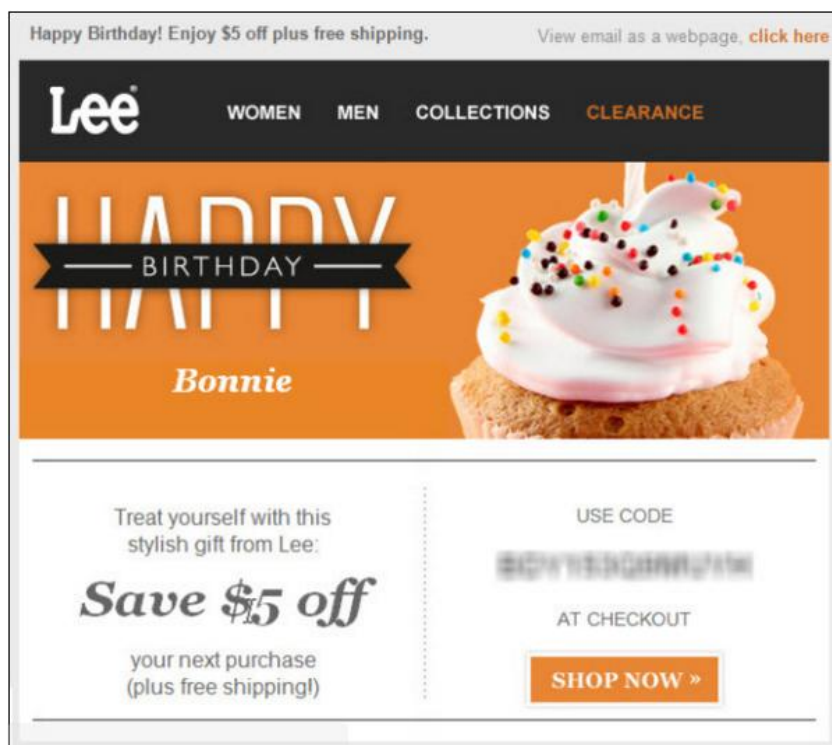 Happy Birthday! Enjoy $5 off plus free shipping.
View email as a webpage, click here
Lee®
WOMEN MEN COLLECTIONS CLEARANCE
HAPPY
BIRTHDAY
Bonnie
Treat yourself with this
stylish gift from Lee:
Save $5 off
your next purchase
(plus free shipping!)
USE CODE
AT CHECKOUT
SHOP NOW »